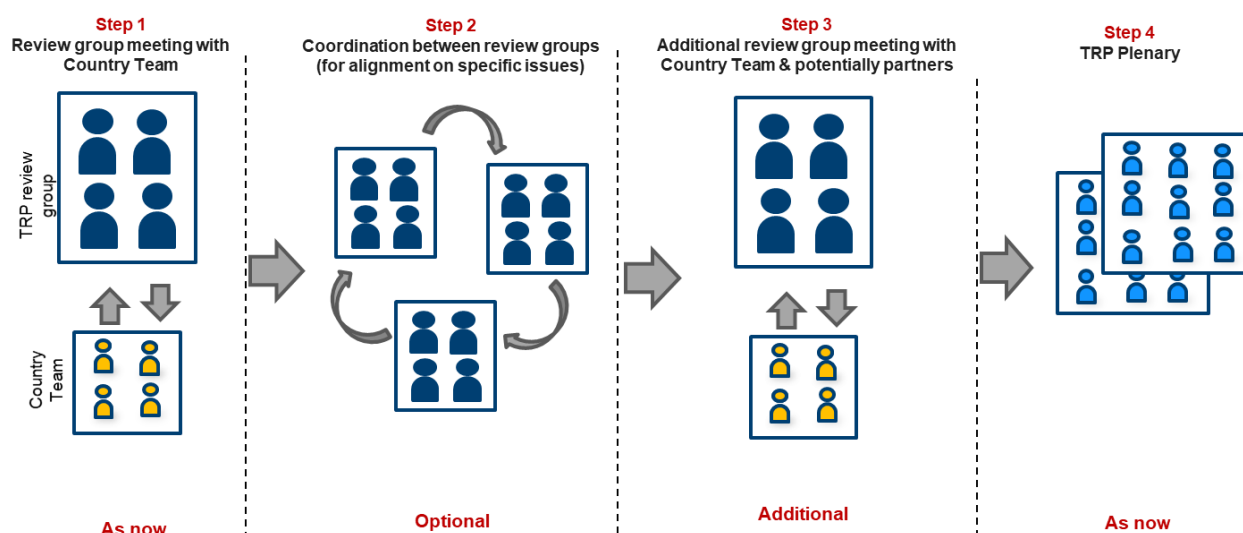 Step 1
Review group meeting with
Country Team
TRP review
group
Country
Team
As now
Step 2
Coordination between review groups
(for alignment on specific issues)
Optional
Step 3
Additional review group meeting with
Country Team & potentially partners
Additional
Step 4
TRP Plenary
As now